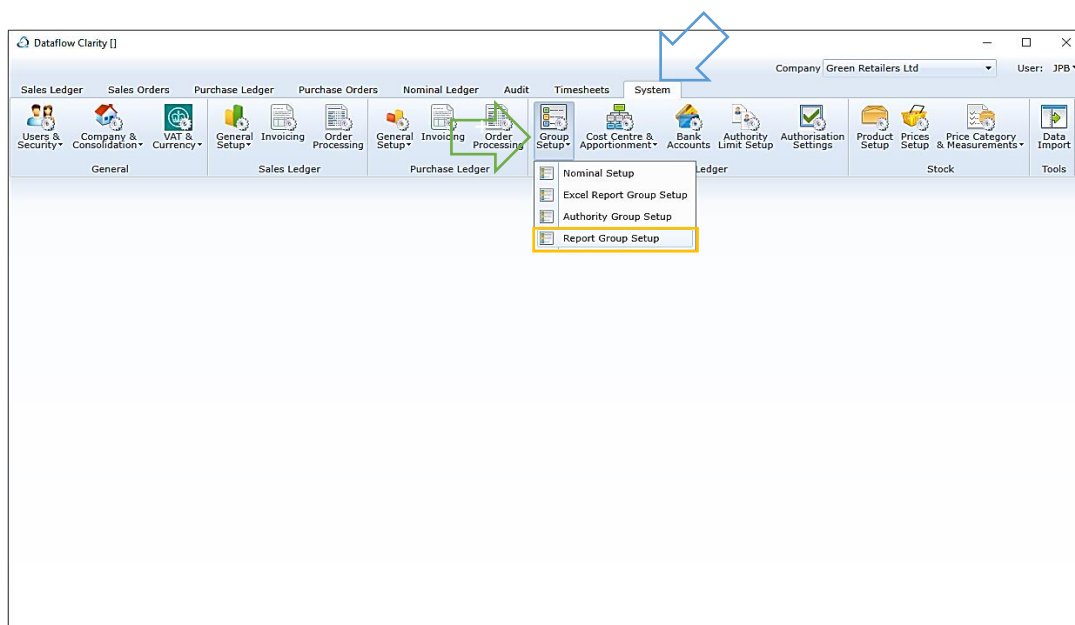 Dataflow Clarity []
Company Green Retailers Ltd User: JPB
Sales Ledger Sales Orders Purchase Ledger Purchase Orders Nominal Ledger Audit Timesheets System
Users & Security Company & Consolidation VAT & Currency General Setup Invoicing Order Processing General Setup Invoicing Order Processing Group Setup Cost Centre & Apportionment Bank Accounts Authority Limit Setup Authorisation Settings Product Setup Prices Setup Price Category & Measurements Data Import
General Sales Ledger Purchase Ledger Ledger Stock Tools
Nominal Setup
Excel Report Group Setup
Authority Group Setup
Report Group Setup